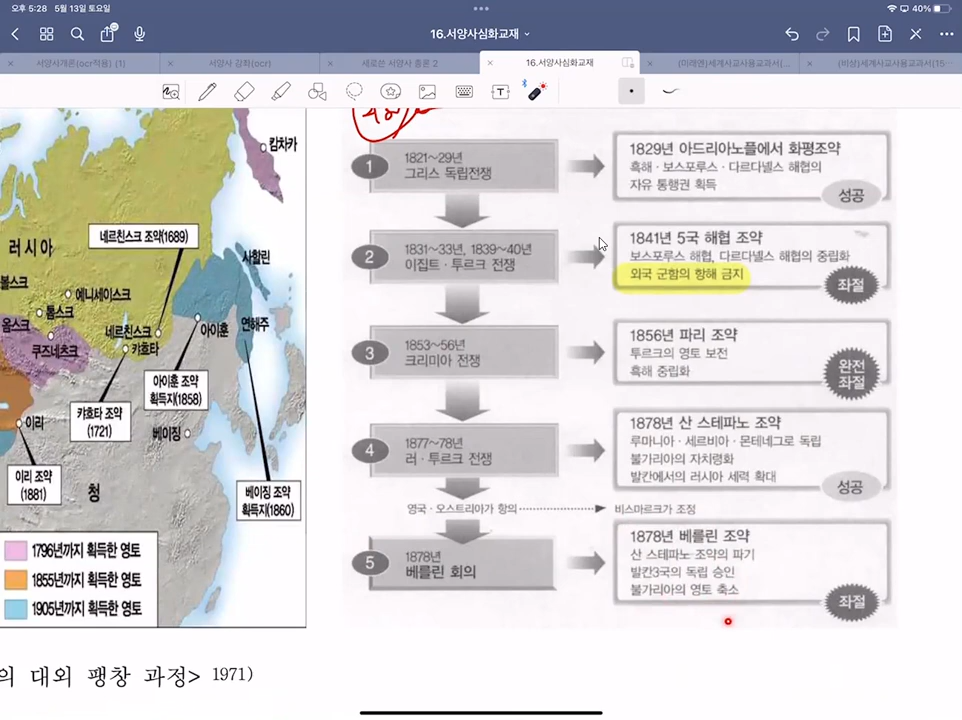 오후 5:28 5월 13일 토요일
40%
16.서양사심화교재
서양사개론(ocr적용) (1)
서양사 강좌(ocr)
새로쓴 서양사 총론 2
16.서양사심화교재
(미래엔)세계사교사용교과서(...
(비상)세계사교사용교과서(15...
캄차카
네르친스크 조약(1689)
러시아
사할린
예니세이스크
톰스크
옴스크
네르친스크
아이훈
연해주
쿠즈네츠크
캬흐타
아이훈 조약
획득지(1858)
캬흐타 조약
(1721)
이리
베이징
이리 조약
(1881)
청
베이징 조약
획득지(1860)
1796년까지 획득한 영토
1855년까지 획득한 영토
1905년까지 획득한 영토
1
1821~29년
그리스 독립전쟁
1829년 아드리아노플에서 화평조약
흑해·보스포루스·다르다넬스 해협의
자유 통행권 획득
성공
2
1831~33년, 1839~40년
이집트·투르크 전쟁
1841년 5국 해협 조약
보스포루스 해협, 다르다넬스 해협의 중립화
외국 군함의 항해 금지
좌절
3
1853~56년
크리미아 전쟁
1856년 파리 조약
투르크의 영토 보전
흑해 중립화
완전
좌절
4
1877~78년
러·투르크 전쟁
1878년 산 스테파노 조약
루마니아·세르비아·몬테네그로 독립
불가리아의 자치령화
발칸에서의 러시아 세력 확대
성공
영국·오스트리아가 항의
비스마르크가 조정
5
1878년
베를린 회의
1878년 베를린 조약
산 스테파노 조약의 파기
발칸3국의 독립 승인
불가리아의 영토 축소
좌절
의 대외 팽창 과정> 1971)